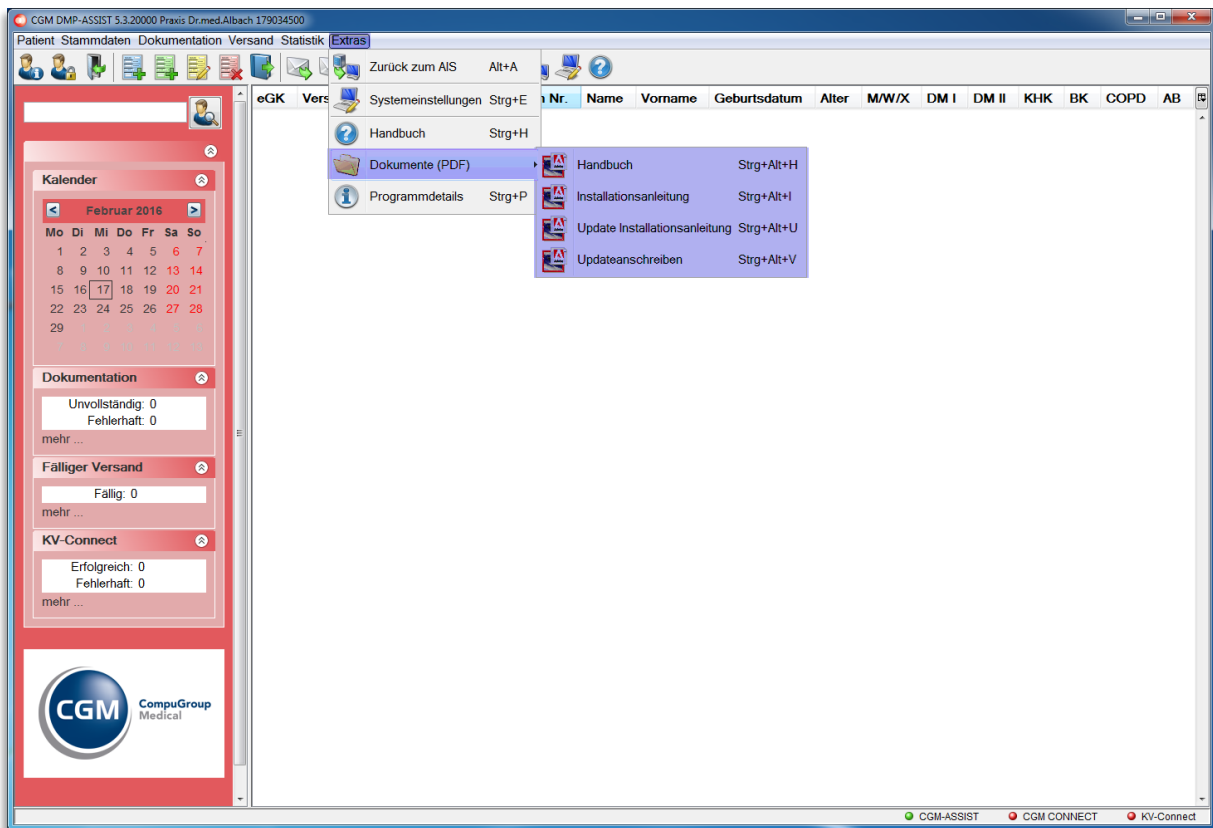 CGM DMP-ASSIST 5.3.20000 Praxis Dr.med.Albach 179034500
Patient Stammdaten Dokumentation Versand Statistik Extras
Zurück zum AIS Alt+A
Systemeinstellungen Strg+E
Handbuch Strg+H
Dokumente (PDF)
Programmdetails Strg+P
Handbuch Strg+Alt+H
Installationsanleitung Strg+Alt+I
Update Installationsanleitung Strg+Alt+U
Updateanschreiben Strg+Alt+V
eGK Vers Nr. Name Vorname Geburtsdatum Alter M/W/X DM I DM II KHK BK COPD AB
Kalender
Februar 2016
Mo Di Mi Do Fr Sa So
1 2 3 4 5 6 7
8 9 10 11 12 13 14
15 16 17 18 19 20 21
22 23 24 25 26 27 28
29
Dokumentation
Unvollständig: 0
Fehlerhaft: 0
mehr ...
Fälliger Versand
Fällig: 0
mehr ...
KV-Connect
Erfolgreich: 0
Fehlerhaft: 0
mehr ...
CGM
CompuGroup
Medical
CGM-ASSIST CGM CONNECT KV-Connect